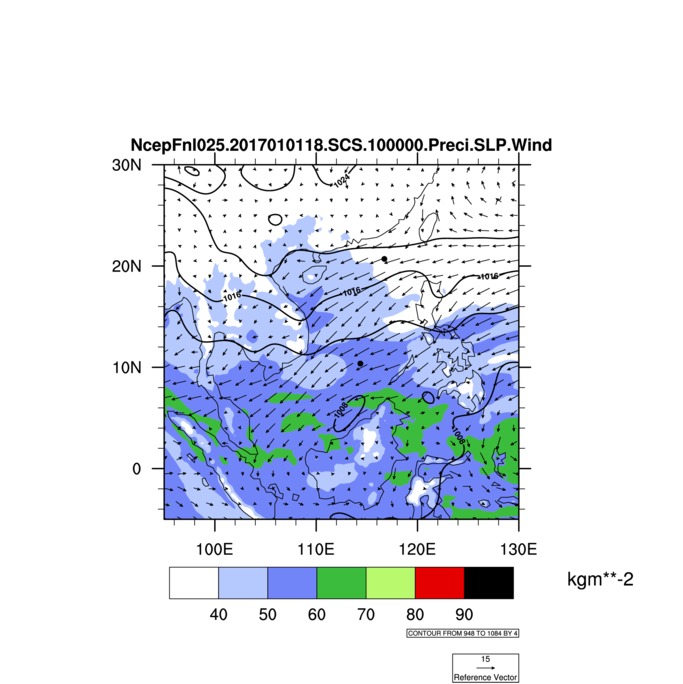 NcepFnl025.2017010118.SCS.100000.Preci.SLP.Wind
30N
1024
20N
1016
1016
1016
10N
1008
1008
0
100E 110E 120E 130E
kgm**-2
40 50 60 70 80 90
CONTOUR FROM 948 TO 1084 BY 4
15
Reference Vector